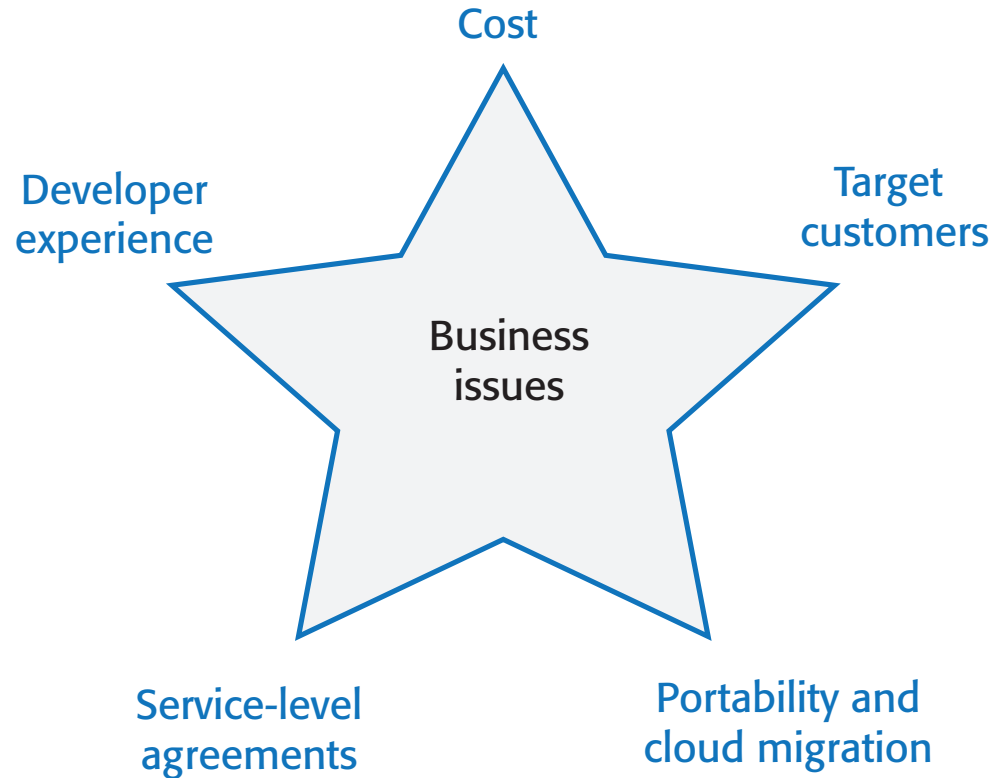 Cost
Developer
experience
Target
customers
Business
issues
Service-level
agreements
Portability and
cloud migration